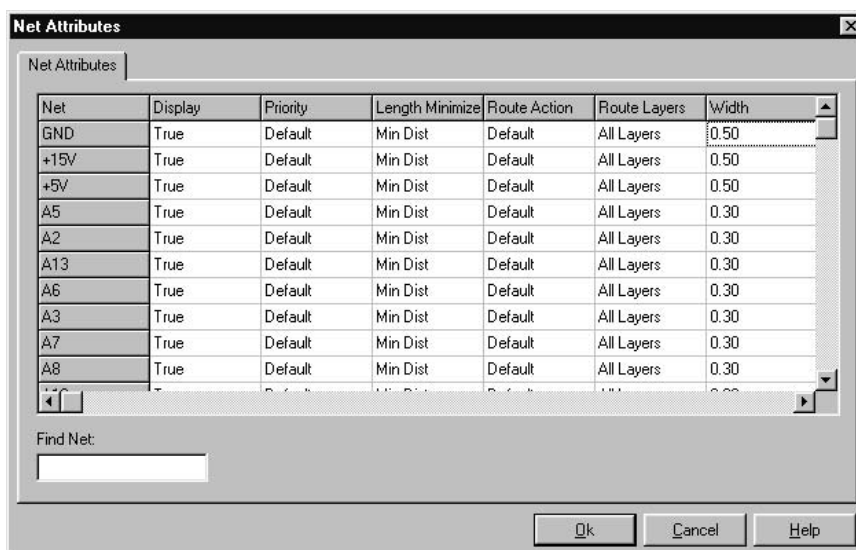 Net Attributes
Net Attributes
Net Display Priority Length Minimize Route Action Route Layers Width
GND True Default Min Dist Default All Layers 0.50
+15V True Default Min Dist Default All Layers 0.50
+5V True Default Min Dist Default All Layers 0.50
A5 True Default Min Dist Default All Layers 0.30
A2 True Default Min Dist Default All Layers 0.30
A13 True Default Min Dist Default All Layers 0.30
A6 True Default Min Dist Default All Layers 0.30
A3 True Default Min Dist Default All Layers 0.30
A7 True Default Min Dist Default All Layers 0.30
A8 True Default Min Dist Default All Layers 0.30
Find Net:
Ok Cancel Help